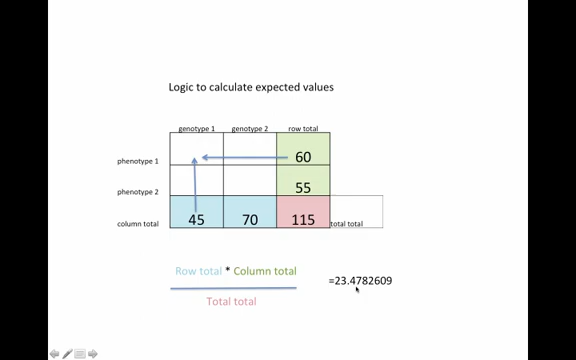 Logic to calculate expected values
genotype 1 genotype 2 row total
phenotype 1 60
phenotype 2 55
column total 45 70 115 total total
Row total * Column total
=23.4782609
Total total